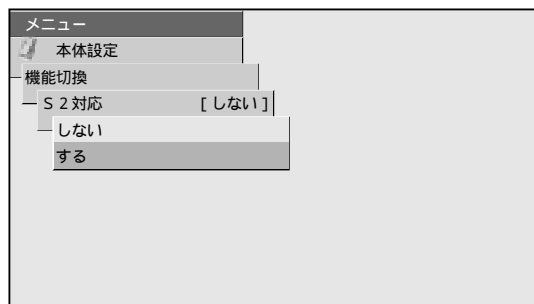 メニュー
本体設定
機能切換
S2対応 [しない]
しない
する